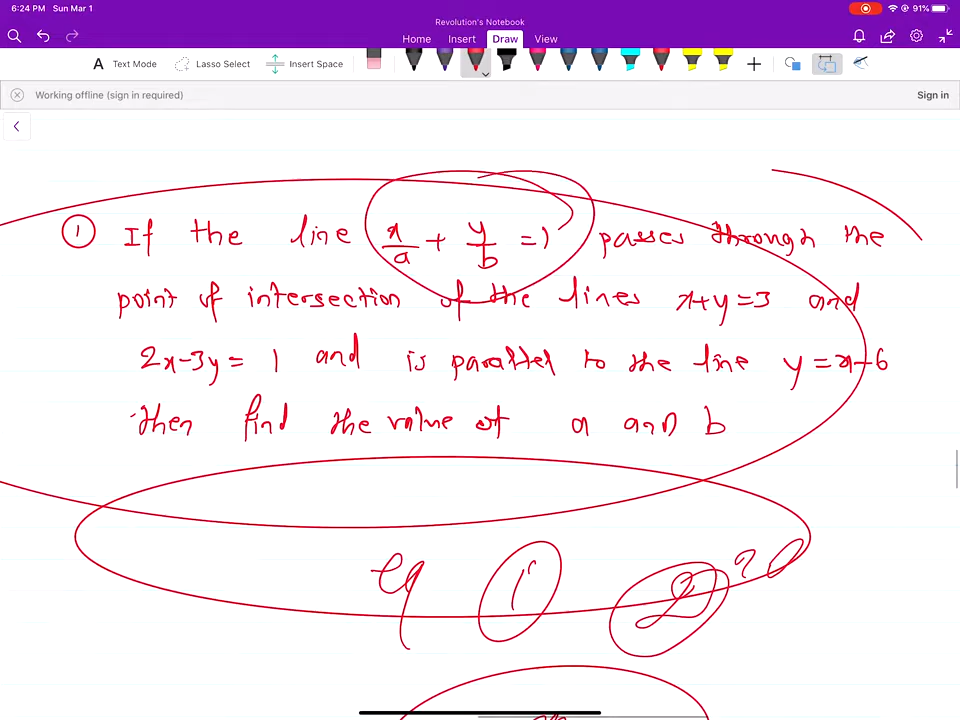 6:24 PM Sun Mar 1
91%
Revolution's Notebook
Home Insert Draw View
Text Mode Lasso Select Insert Space
Working offline (sign in required) Sign in
① If the line x/a + y/b = 1 passes through the
point of intersection of the lines x+y=3 and
2x-3y=1 and is parallel to the line y=x-6
then find the value of a and b
eq 1 2